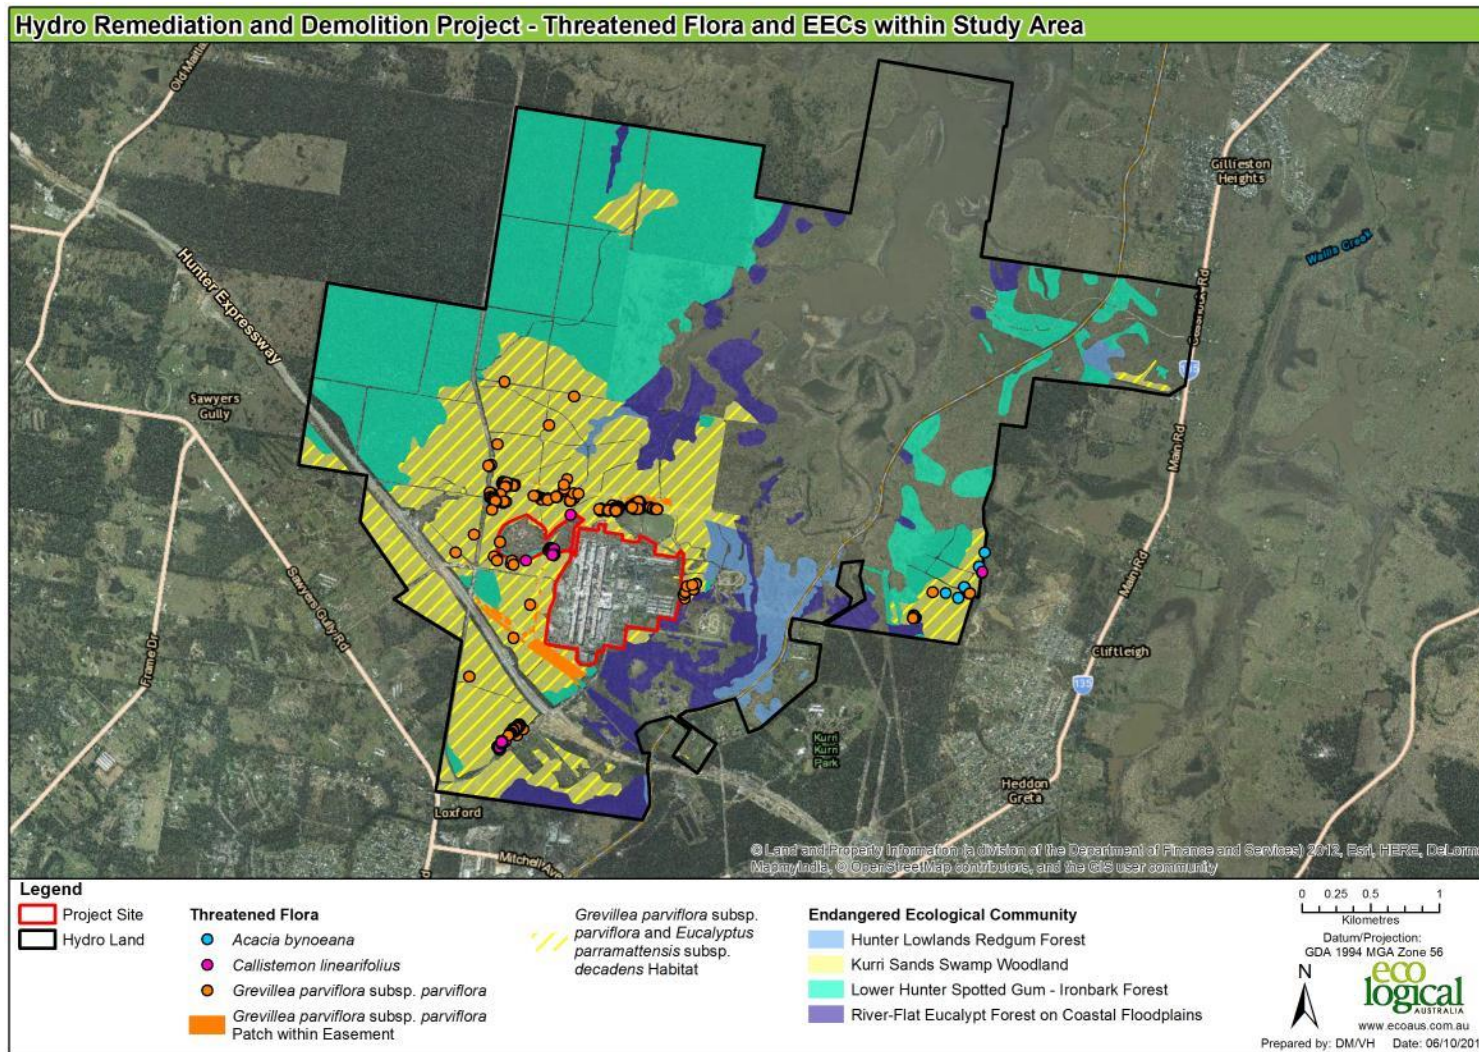 Hydro Remediation and Demolition Project - Threatened Flora and EECs within Study Area
Gillieston
Heights
Wallis Creek
Hunter Expressway
Sawyers
Gully
Main Rd
Sawyers Gully Rd
Frame Dr
Main Rd
Cliftleigh
135
Kurri
Kurri
Park
Heddon
Greta
Loxford
Mitchell Ave
© Land and Property Information (a division of the Department of Finance and Services) 2012, Esri, HERE, DeLorme
MapmyIndia, © OpenStreetMap contributors, and the GIS user community
Legend
Project Site
Hydro Land
Threatened Flora
Acacia bynoeana
Callistemon linearifolius
Grevillea parviflora subsp. parviflora
Grevillea parviflora subsp. parviflora
Patch within Easement
Grevillea parviflora subsp.
parviflora and Eucalyptus
parramattensis subsp.
decadens Habitat
Endangered Ecological Community
Hunter Lowlands Redgum Forest
Kurri Sands Swamp Woodland
Lower Hunter Spotted Gum - Ironbark Forest
River-Flat Eucalypt Forest on Coastal Floodplains
0 0.25 0.5 1
Kilometres
Datum/Projection:
GDA 1994 MGA Zone 56
N
eco
logical
AUSTRALIA
www.ecoaus.com.au
Prepared by: DM/VH Date: 06/10/201